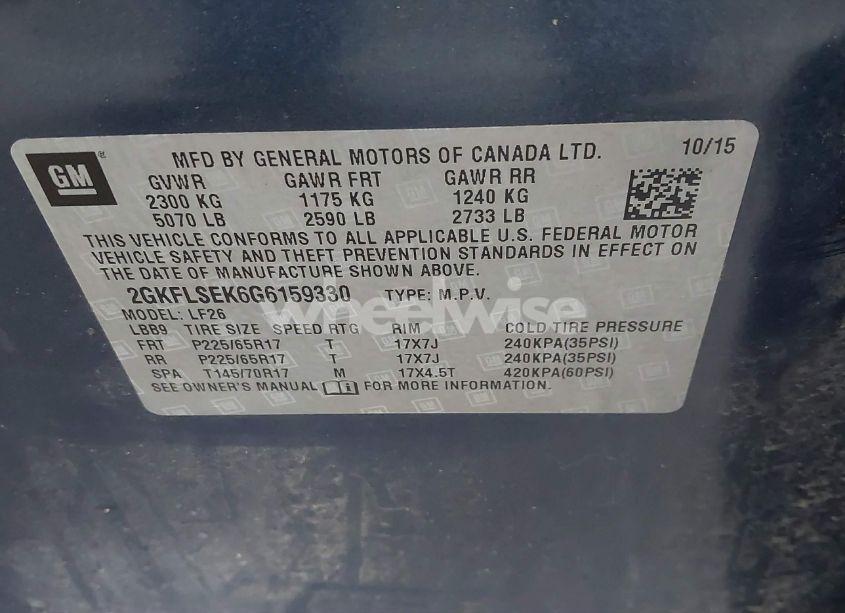 GM MFD BY GENERAL MOTORS OF CANADA LTD. 10/15
GVWR GAWR FRT GAWR RR
2300 KG 1175 KG 1240 KG
5070 LB 2590 LB 2733 LB
THIS VEHICLE CONFORMS TO ALL APPLICABLE U.S. FEDERAL MOTOR
VEHICLE SAFETY AND THEFT PREVENTION STANDARDS IN EFFECT ON
THE DATE OF MANUFACTURE SHOWN ABOVE.
2GKFLSEK6G6159330 TYPE: M.P.V.
wheelwise
MODEL: LF26
LBB9 TIRE SIZE SPEED RTG RIM COLD TIRE PRESSURE
FRT P225/65R17 T 17X7J 240KPA(35PSI)
RR P225/65R17 T 17X7J 240KPA(35PSI)
SPA T145/70R17 M 17X4.5T 420KPA(60PSI)
SEE OWNER'S MANUAL FOR MORE INFORMATION.